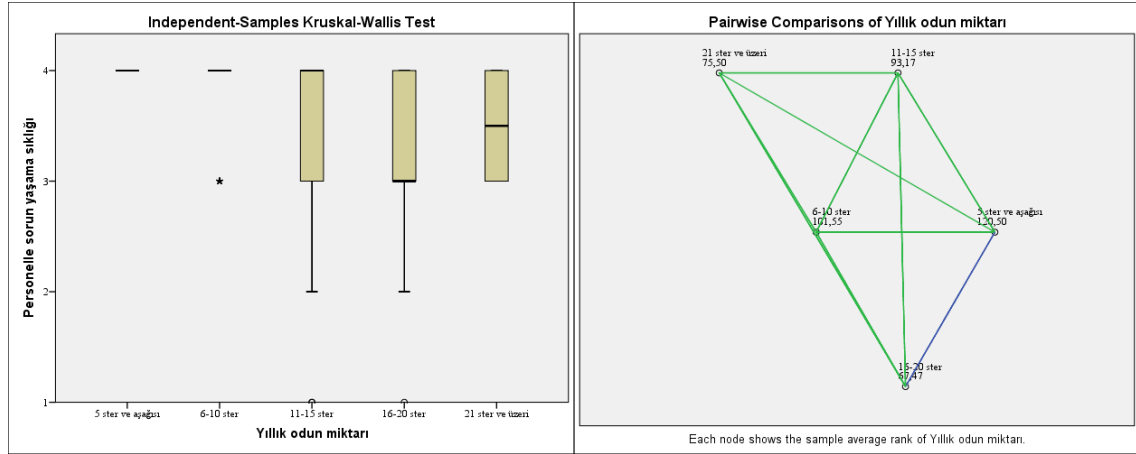 Independent-Samples Kruskal-Wallis Test
Personelle sorun yaşama sıklığı
4
3
2
1
5 ster ve aşağısı
6-10 ster
11-15 ster
16-20 ster
21 ster ve üzeri
Yıllık odun miktarı
Pairwise Comparisons of Yıllık odun miktarı
21 ster ve üzeri
75,50
11-15 ster
93,17
6-10 ster
101,55
5 ster ve aşağısı
120,50
16-20 ster
67,47
Each node shows the sample average rank of Yıllık odun miktarı.